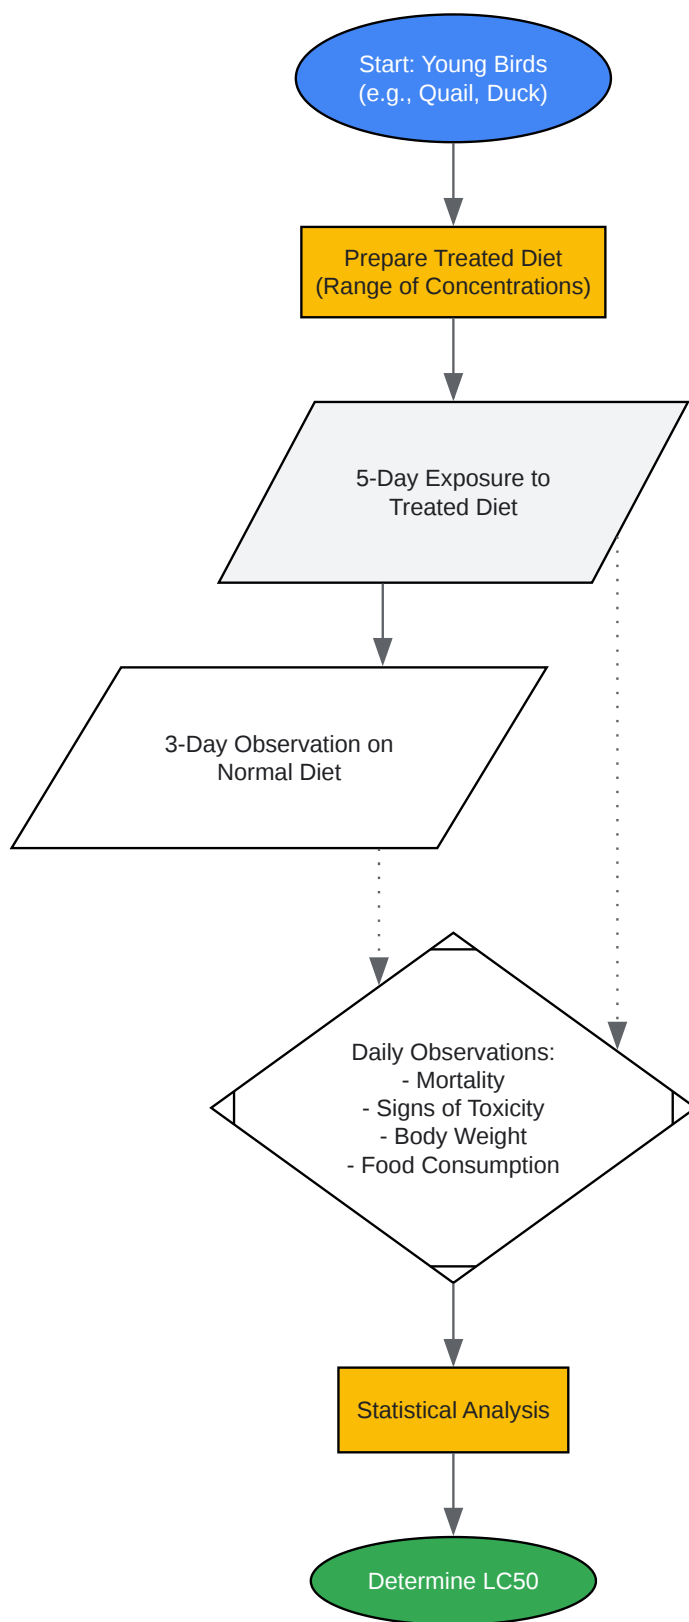 Start: Young Birds
(e.g., Quail, Duck)
Prepare Treated Diet
(Range of Concentrations)
5-Day Exposure to
Treated Diet
3-Day Observation on
Normal Diet
Daily Observations:
- Mortality
- Signs of Toxicity
- Body Weight
- Food Consumption
Statistical Analysis
Determine LC50